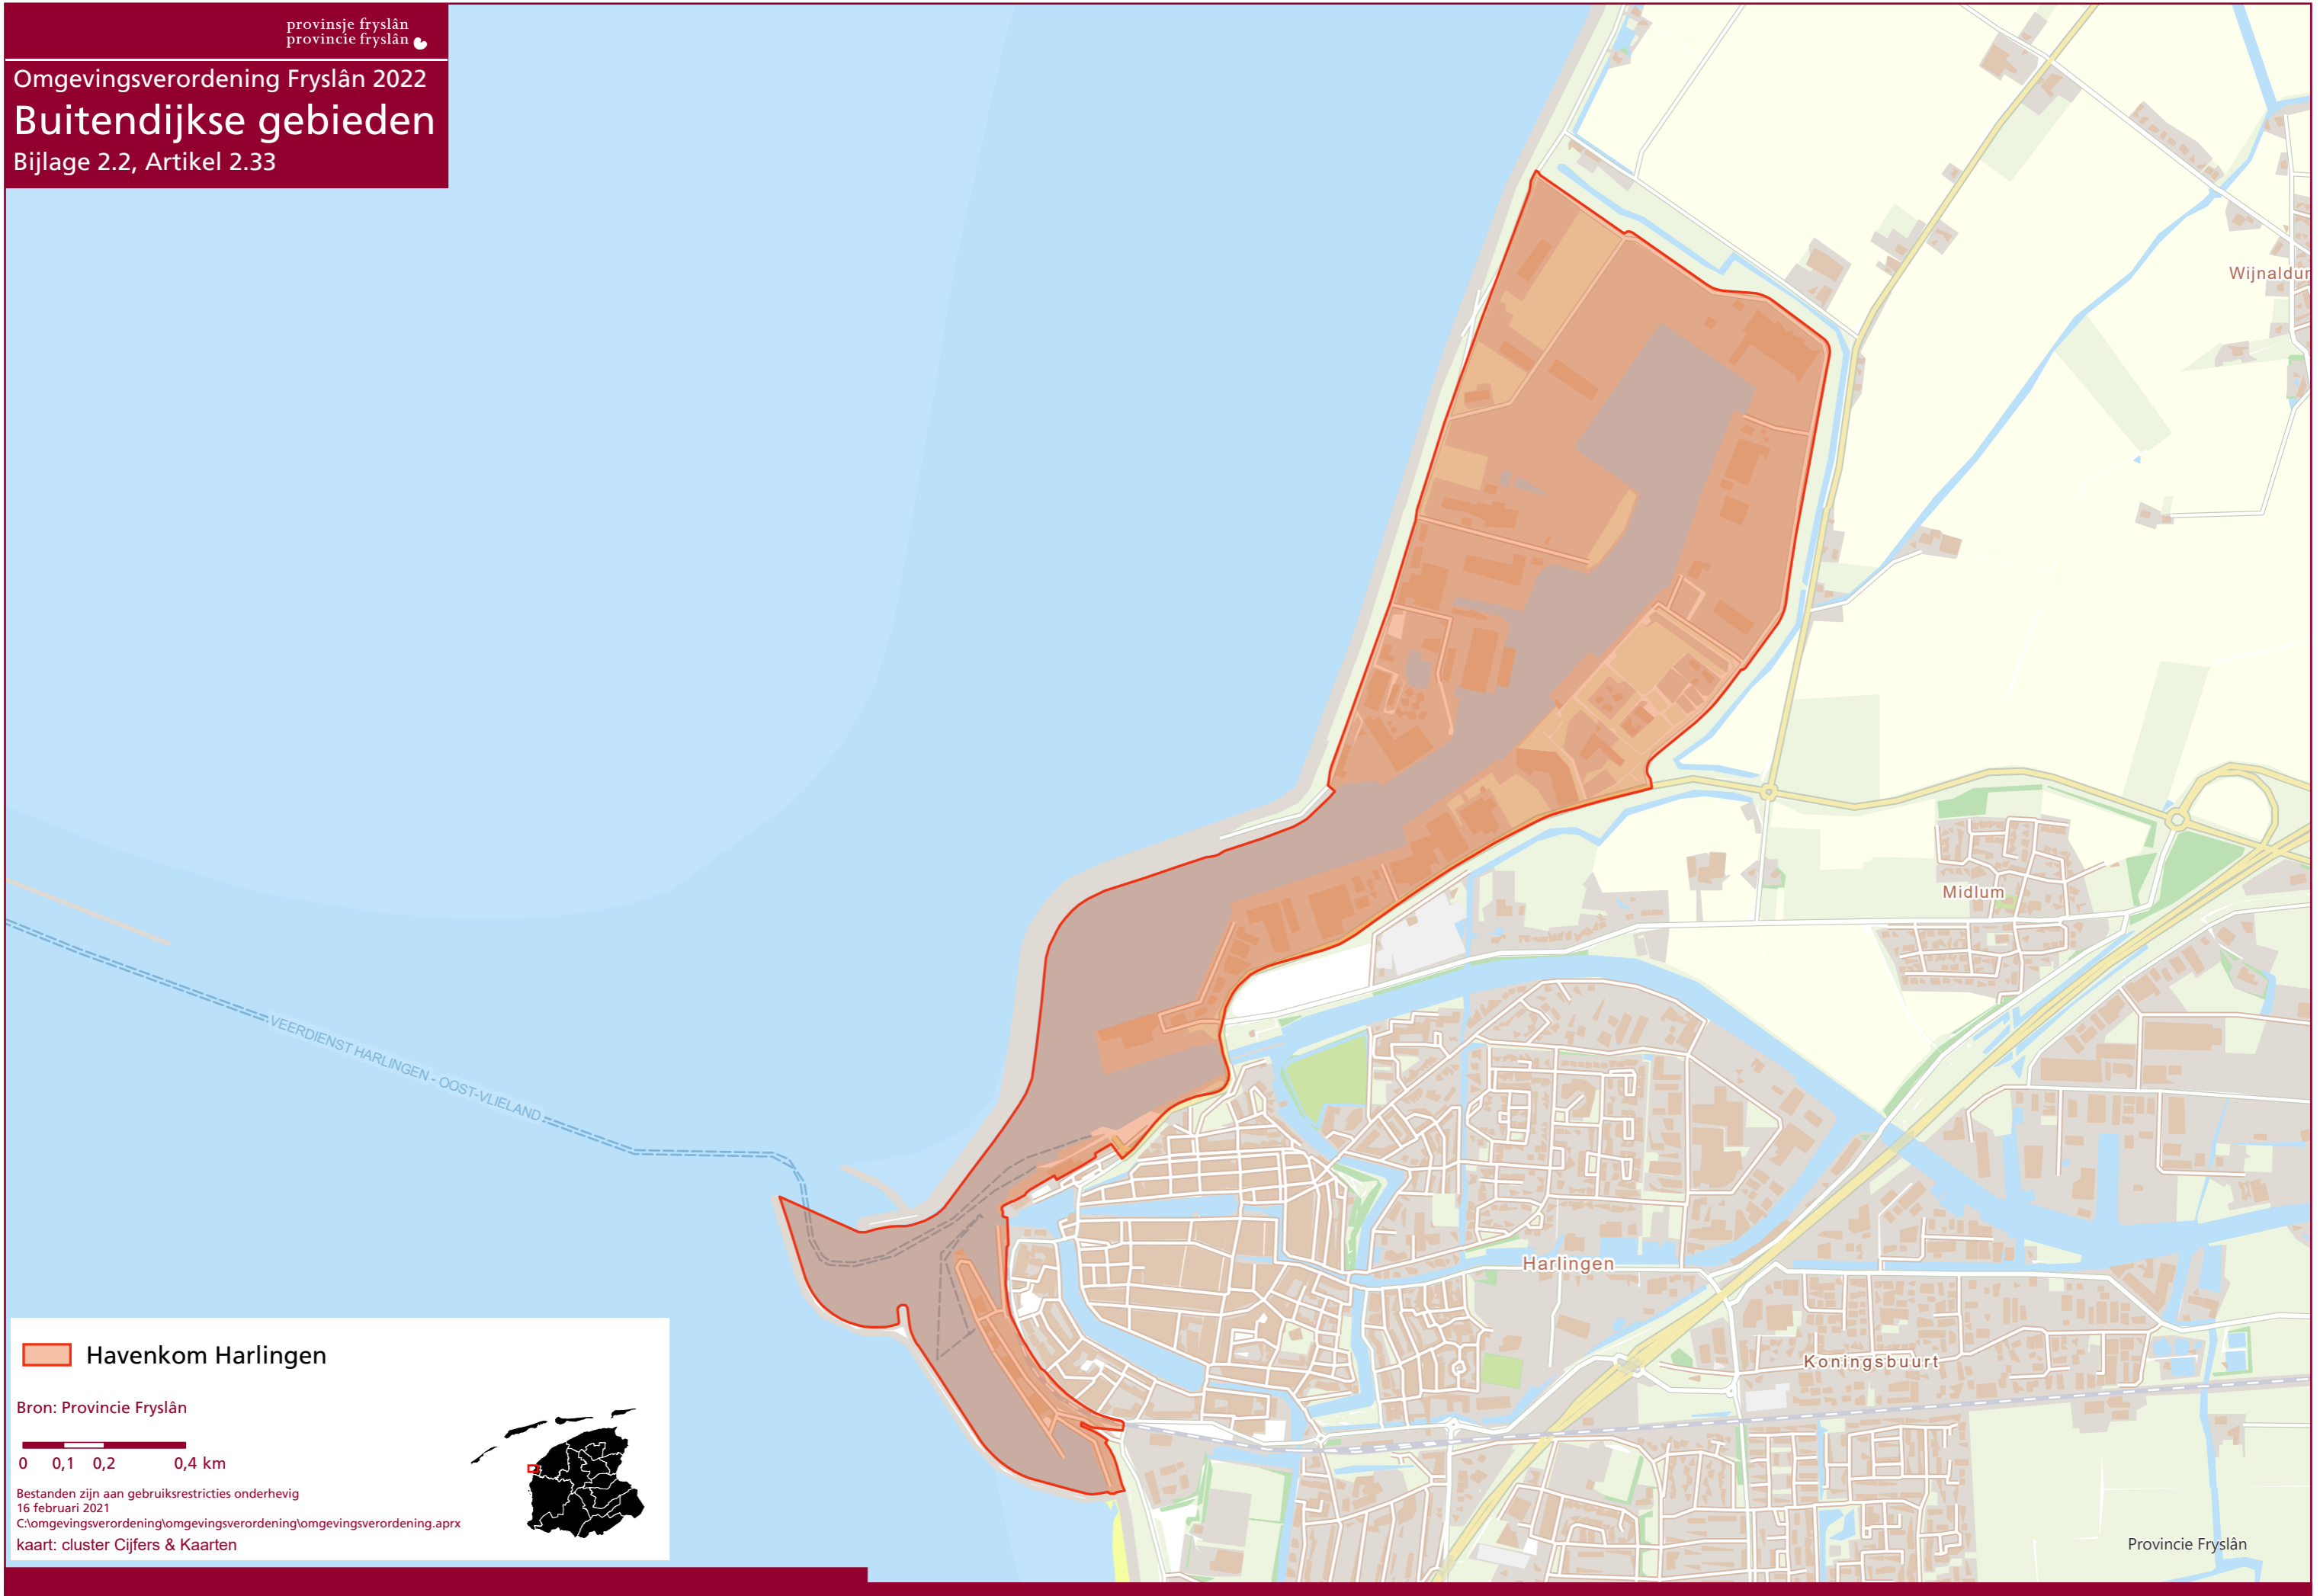 provinsje fryslân
provincie fryslân
Omgevingsverordening Fryslân 2022
Buitendijkse gebieden
Bijlage 2.2, Artikel 2.33
Wijnaldur
Midlum
VEERDIENST HARLINGEN - OOST-VLIELAND
Harlingen
Koningsbuurt
Havenkom Harlingen
Bron: Provincie Fryslân
0 0,1 0,2 0,4 km
Bestanden zijn aan gebruiksrestricties onderhevig
16 februari 2021
C:\omgevingsverordening\omgevingsverordening\omgevingsverordening.aprx
kaart: cluster Cijfers & Kaarten
Provincie Fryslân